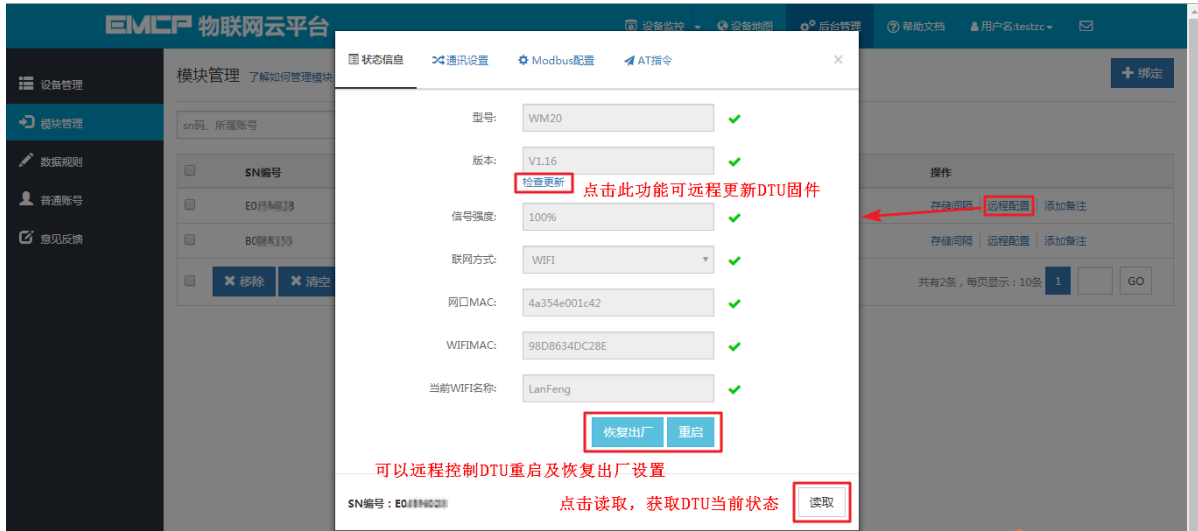 EMCP 物联网云平台
设备监控 设备地图 后台管理 帮助文档 用户名:testzc
设备管理
模块管理
数据规则
普通账号
意见反馈
模块管理 了解如何管理模块
绑定
sn码、所属账号
SN编号 操作
存储间隔 远程配置 添加备注
存储间隔 远程配置 添加备注
移除 清空
共有2条，每页显示：10条 1 GO
状态信息 通讯设置 Modbus配置 AT指令 ×
型号: WM20
版本: V1.16
检查更新 点击此功能可远程更新DTU固件
信号强度: 100%
联网方式: WIFI
网口MAC: 4a354e001c42
WIFIMAC: 98D8634DC28E
当前WIFI名称: LanFeng
恢复出厂 重启
可以远程控制DTU重启及恢复出厂设置
SN编号：
点击读取，获取DTU当前状态 读取